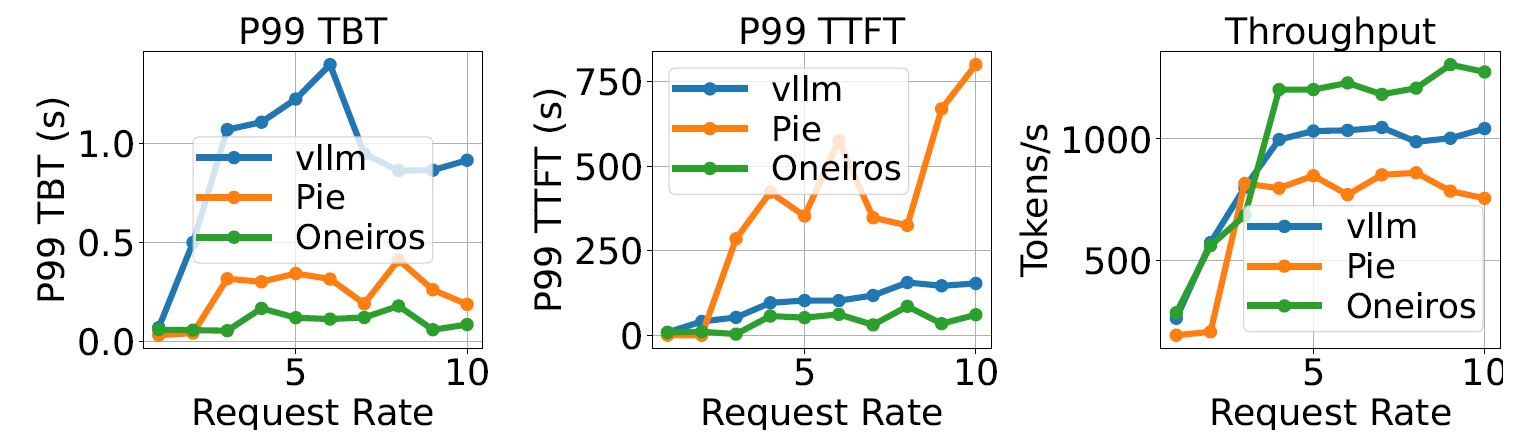 P99 TBT
P99 TBT (s)
1.0
0.5
0.0
vllm
Pie
Oneiros
5
10
Request Rate
P99 TTFT
P99 TTFT (s)
750
500
250
0
vllm
Pie
Oneiros
5
10
Request Rate
Throughput
Tokens/s
1000
500
vllm
Pie
Oneiros
5
10
Request Rate